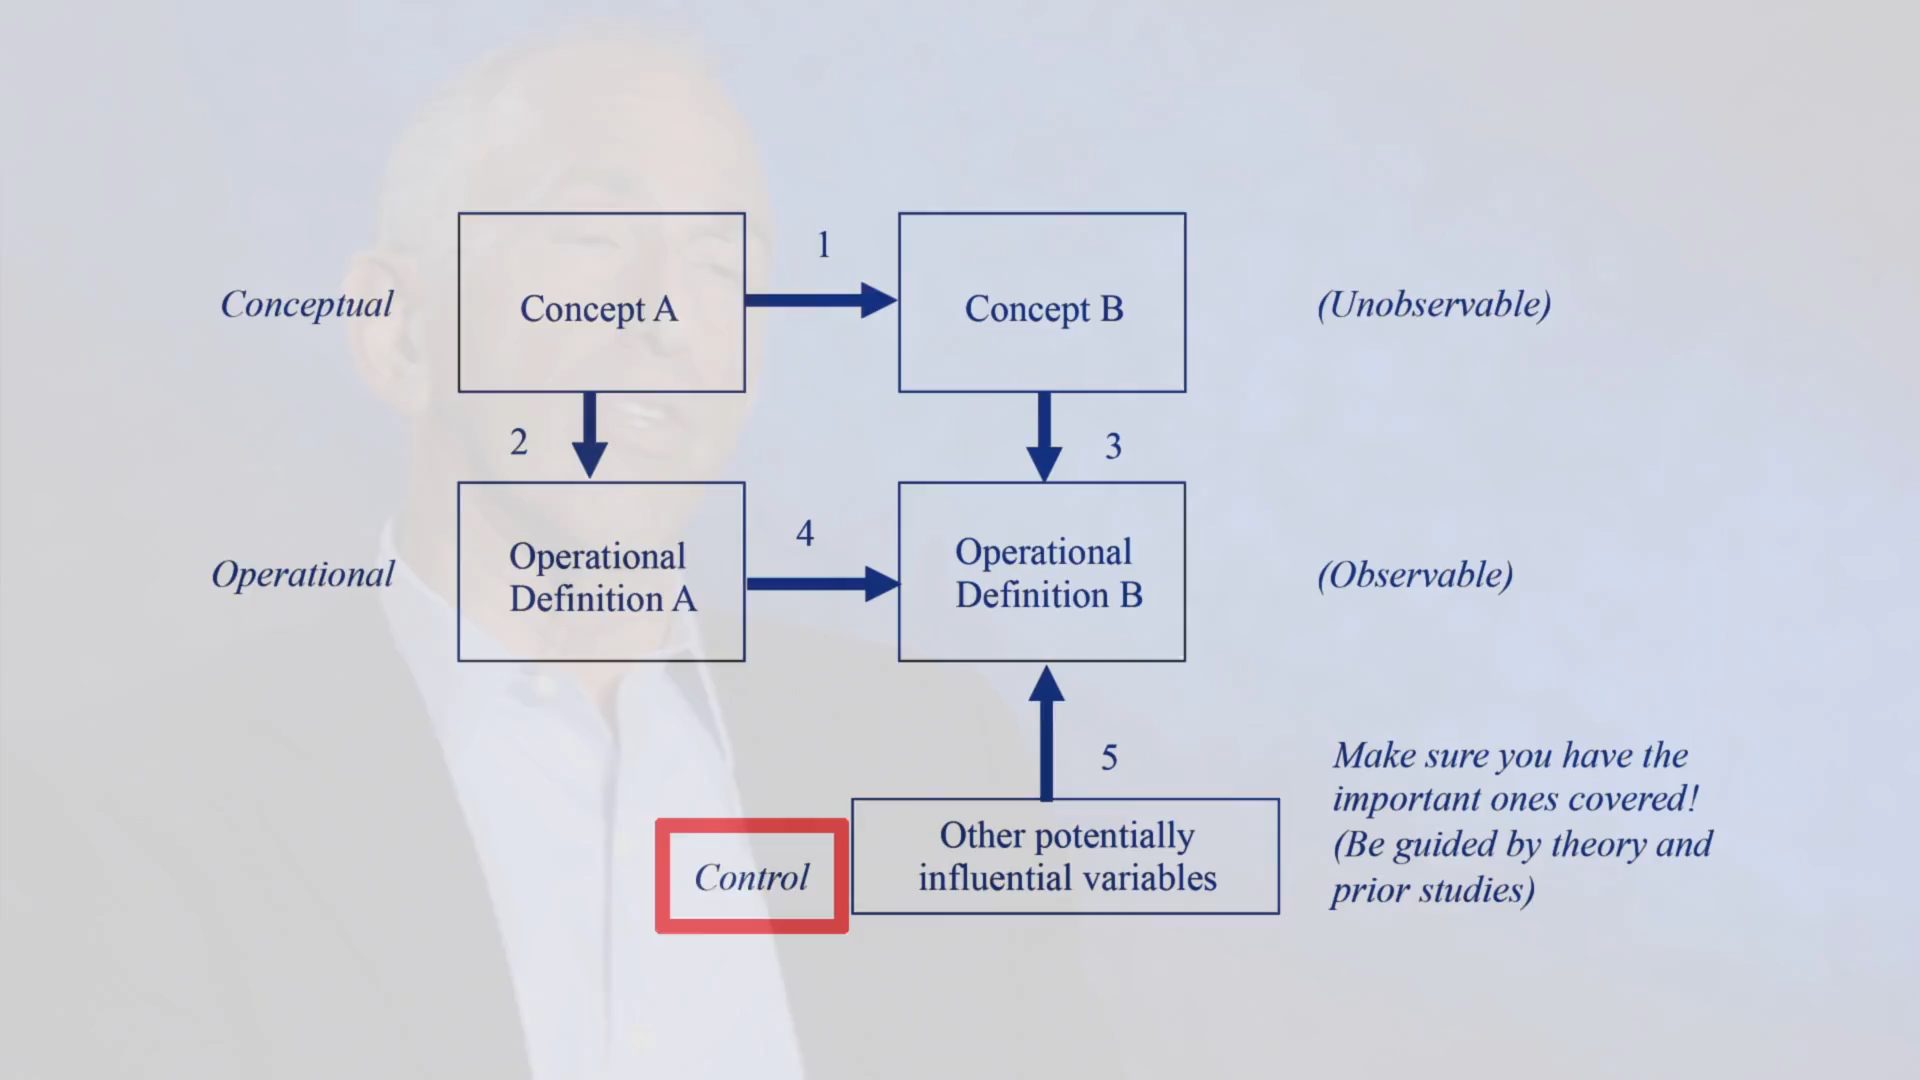 1
Conceptual
Concept A
Concept B
(Unobservable)
2
3
4
Operational
Operational
Definition A
Operational
Definition B
(Observable)
5
Control
Other potentially
influential variables
Make sure you have the
important ones covered!
(Be guided by theory and
prior studies)